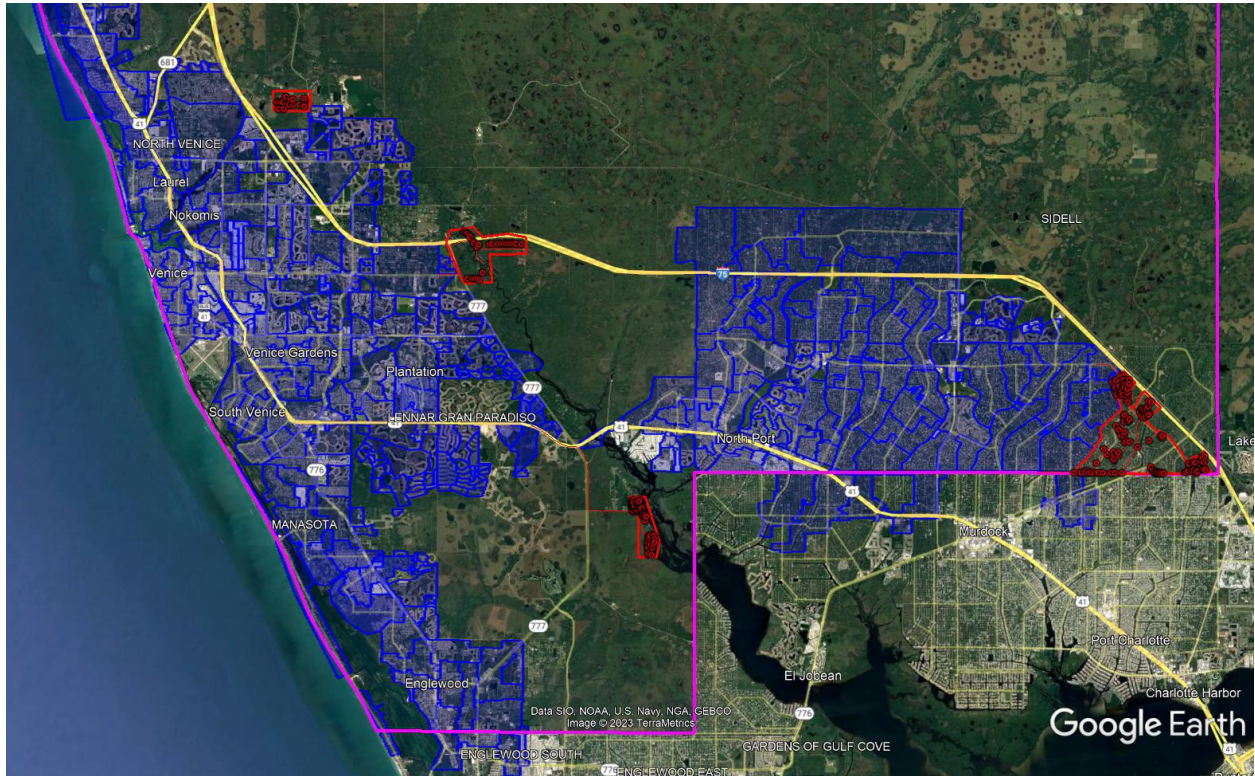 681
41
NORTH VENICE
Laurel
Nokomis
SIDELL
Venice
75
777
41
Venice Gardens
Plantation
777
South Venice
ENNAR GRAN PARADISO
41
41
North Port
Lake
776
41
MANASOTA
Murdock
777
41
Port Charlotte
Englewood
El Jobean
Charlotte Harbor
Data SIO, NOAA, U.S. Navy, NGA, GEBCO
Image © 2023 TerraMetrics
776
Google Earth
GARDENS OF GULF COVE
41
ENGLEWOOD SOUTH
776
ENGLEWOOD EAST